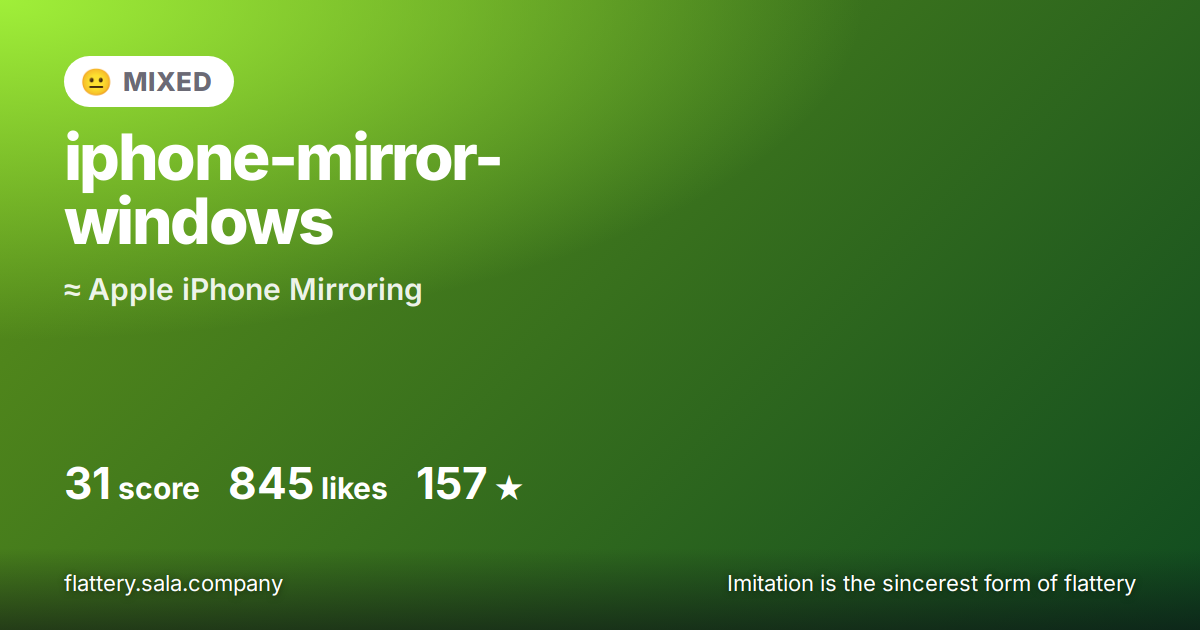 😐 MIXED
iphone-mirror-
windows
≈ Apple iPhone Mirroring
31 score 845 likes 157 ★
flattery.sala.company
Imitation is the sincerest form of flattery